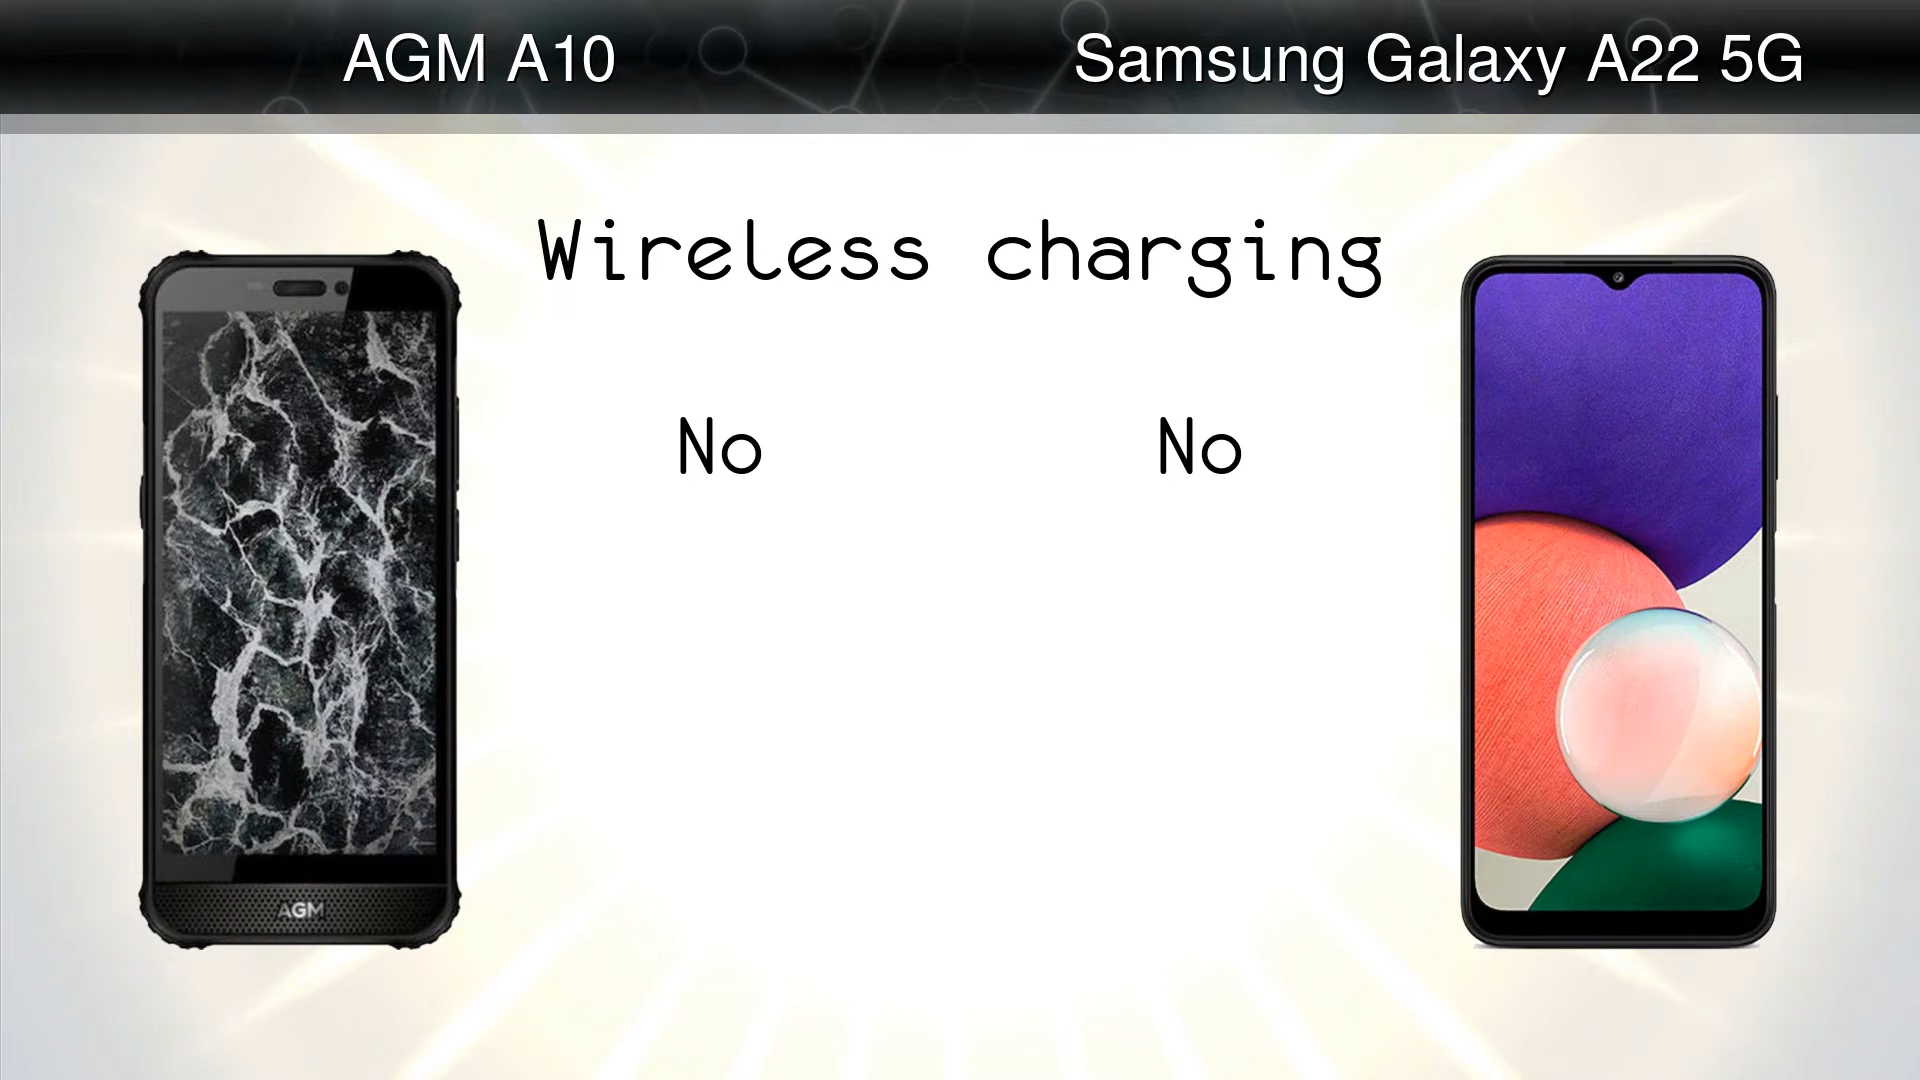 AGM A10
Samsung Galaxy A22 5G
Wireless charging
No
No
AGM